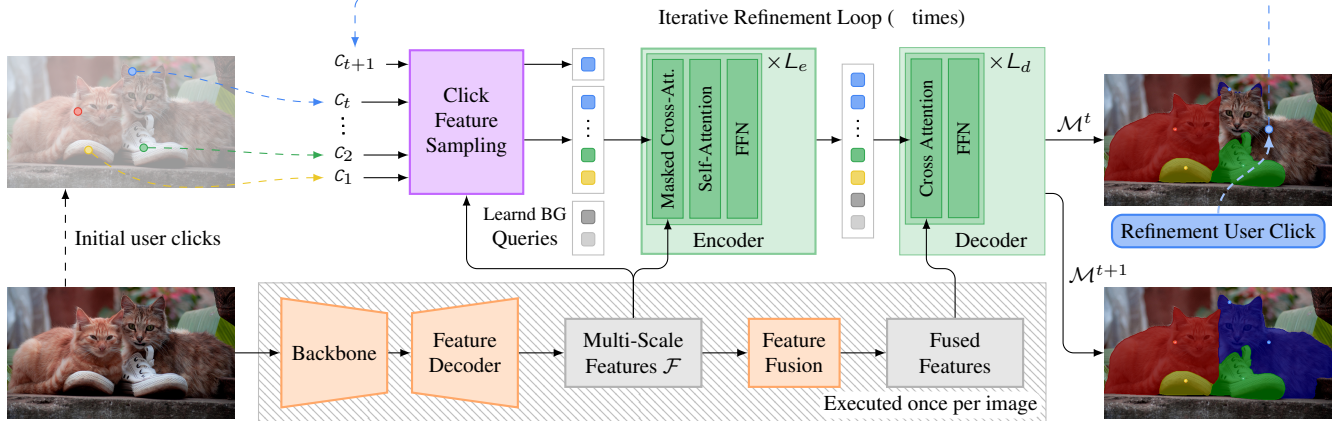 Iterative Refinement Loop ( times)
c_{t+1}
c_t
⋮
c_2
c_1
Click
Feature
Sampling
Learnd BG
Queries
Masked Cross-Att.
Self-Attention
FFN
×L_e
Encoder
Cross Attention
FFN
×L_d
Decoder
M^t
Refinement User Click
M^{t+1}
Initial user clicks
Backbone
Feature
Decoder
Multi-Scale
Features F
Feature
Fusion
Fused
Features
Executed once per image